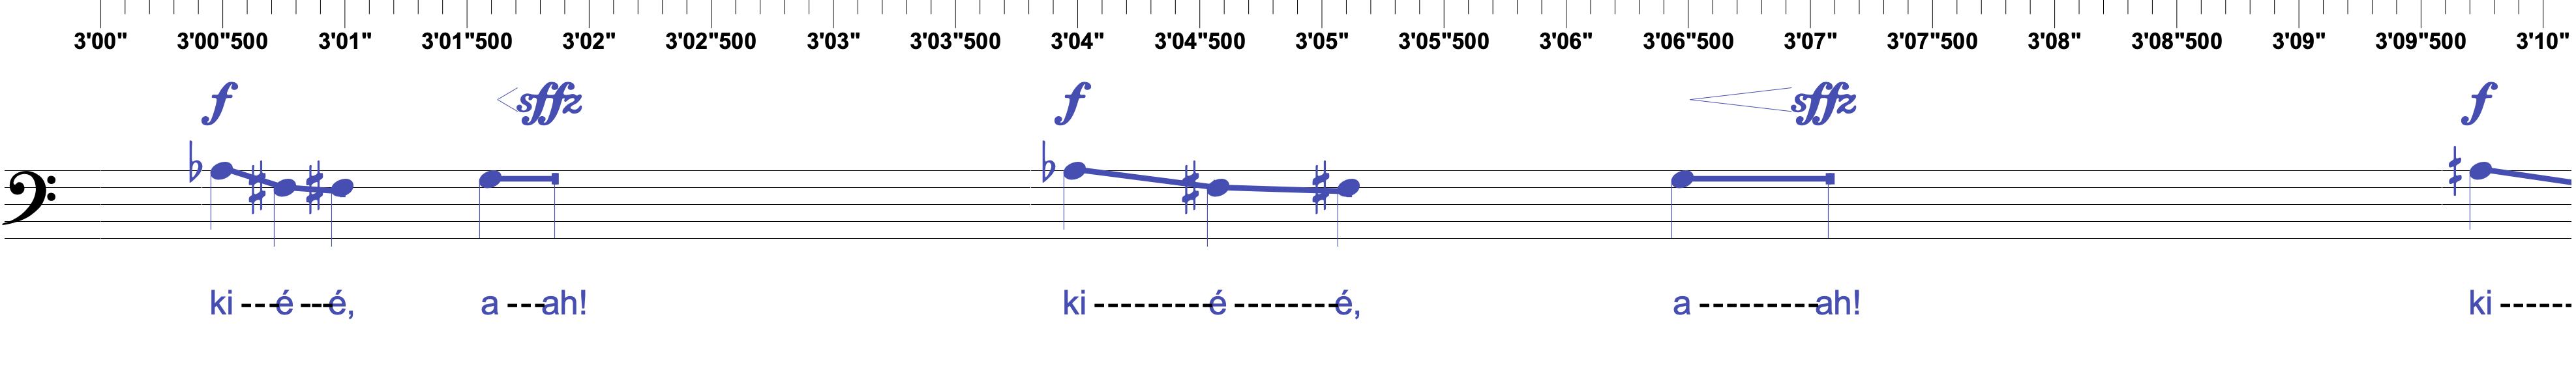 3'00" 3'00"500 3'01" 3'01"500 3'02" 3'02"500 3'03" 3'03"500 3'04" 3'04"500 3'05" 3'05"500 3'06" 3'06"500 3'07" 3'07"500 3'08" 3'08"500 3'09" 3'09"500 3'10"
f sffz f sffz f
ki ---é ---é, a ---ah! ki ----------é ---------é, a ----------ah! ki ------